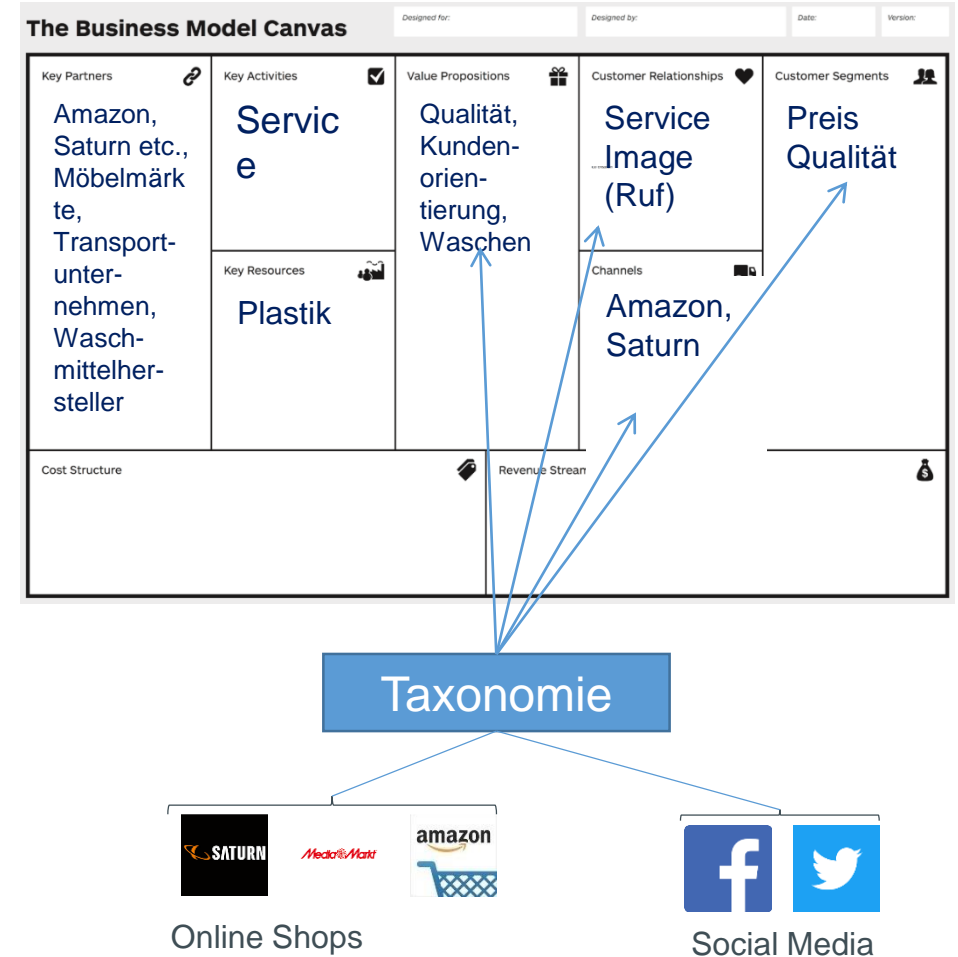 The Business Model Canvas
Designed for:
Designed by:
Date:
Version:
Key Partners
Amazon,
Saturn etc.,
Möbelmärk
te,
Transport-
unter-
nehmen,
Wasch-
mittelher-
steller
Key Activities
Servic
e
Key Resources
Plastik
Value Propositions
Qualität,
Kunden-
orien-
tierung,
Waschen
Customer Relationships
Service
Image
(Ruf)
Channels
Amazon,
Saturn
Customer Segments
Preis
Qualität
Cost Structure
Revenue Strean
$
Taxonomie
SATURN
Media Markt
amazon
Online Shops
f
Social Media